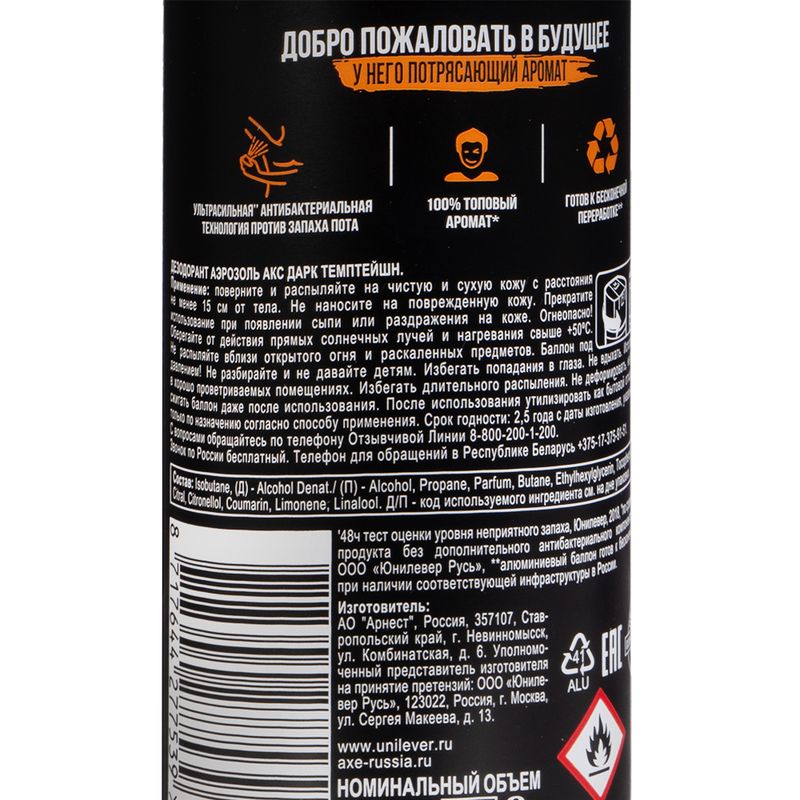 ДОБРО ПОЖАЛОВАТЬ В БУДУЩЕЕ
У НЕГО ПОТРЯСАЮЩИЙ АРОМАТ
УЛЬТРАСИЛЬНАЯ" АНТИБАКТЕРИАЛЬНАЯ
ТЕХНОЛОГИЯ ПРОТИВ ЗАПАХА ПОТА
100% ТОПОВЫЙ
АРОМАТ*
ГОТОВ К БЕСКОНЕЧНОЙ
ПЕРЕРАБОТКЕ**
ДЕЗОДОРАНТ АЭРОЗОЛЬ АКС ДАРК ТЕМПТЕЙШН.
Применение: поверните и распыляйте на чистую и сухую кожу с расстояния
не менее 15 см от тела. Не наносите на поврежденную кожу. Прекратите
использование при появлении сыпи или раздражения на коже. Огнеопасно!
Оберегайте от действия прямых солнечных лучей и нагревания свыше +50°С.
Не распыляйте вблизи открытого огня и раскаленных предметов. Баллон под
давлением! Не разбирайте и не давайте детям. Избегать попадания в глаза. Не вдыхать.
в хорошо проветриваемых помещениях. Избегать длительного распыления. Не деформировать
сжигать баллон даже после использования. После использования утилизировать как бытовой
только по назначению согласно способу применения. Срок годности: 2,5 года с даты изготовления,
С вопросами обращайтесь по телефону Отзывчивой Линии 8-800-200-1-200.
Звонок по России бесплатный. Телефон для обращений в Республике Беларусь +375-17-375-91-51.
Состав: Isobutane, (Д) - Alcohol Denat./ (П) - Alcohol, Propane, Parfum, Butane, Ethylhexylglycerin,
Citral, Citronellol, Coumarin, Limonene, Linalool. Д/П - код используемого ингредиента см. на дне
'48ч тест оценки уровня неприятного запаха, Юнилевер, 2018,
продукта без дополнительного антибактериального
ООО «Юнилевер Русь», **алюминиевый баллон готов к
при наличии соответствующей инфраструктуры в России.
Изготовитель:
АО "Арнест", Россия, 357107, Став-
ропольский край, г. Невинномысск,
ул. Комбинатская, д. 6. Уполномо-
ченный представитель изготовителя
на принятие претензий: ООО «Юниле-
вер Русь», 123022, Россия, г. Москва,
ул. Сергея Макеева, д. 13.
www.unilever.ru
axe-russia.ru
НОМИНАЛЬНЫЙ ОБЪЕМ
41
ALU
EAC
8 717644 277539